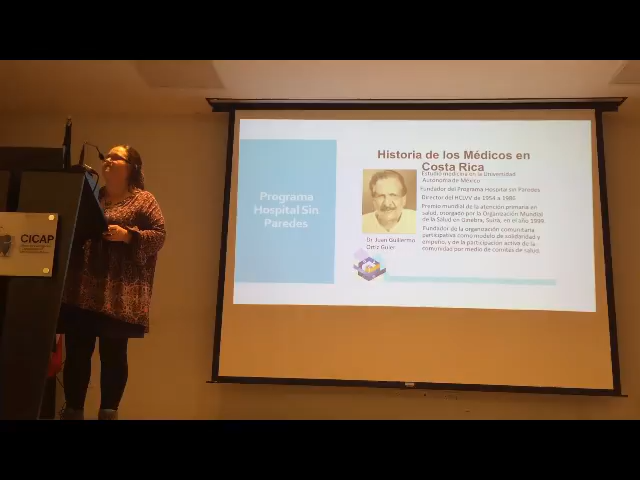 CICAP
Programa
Hospital Sin
Paredes
Historia de los Médicos en
Costa Rica
Estudió medicina en la Universidad
Autónoma de México
Fundador del Programa Hospital sin Paredes
Director del HCLVV de 1954 a 1986
Premio mundial de la atención primaria en
salud, otorgado por la Organización Mundial
de la Salud en Ginebra, Suiza, en el año 1988
Fundador de la organización comunitaria
participativa como modelo de solidaridad y
empeño, y de la participación activa de la
comunidad por medio de comités de salud
Dr. Juan Guillermo
Ortiz Guier